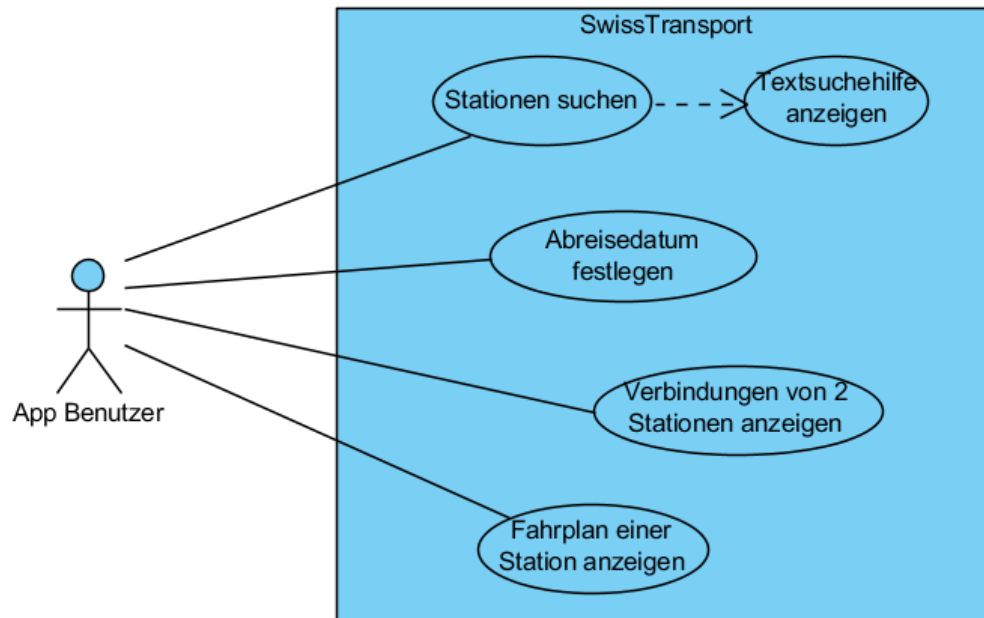 SwissTransport
Stationen suchen
Textsuchehilfe
anzeigen
Abreisedatum
festlegen
App Benutzer
Verbindungen von 2
Stationen anzeigen
Fahrplan einer
Station anzeigen